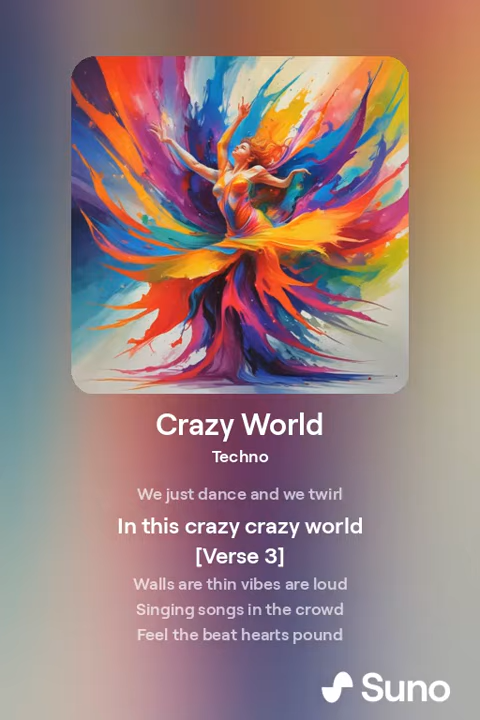 Crazy World
Techno
We just dance and we twirl
In this crazy crazy world
[Verse 3]
Walls are thin vibes are loud
Singing songs in the crowd
Feel the beat hearts pound
Suno